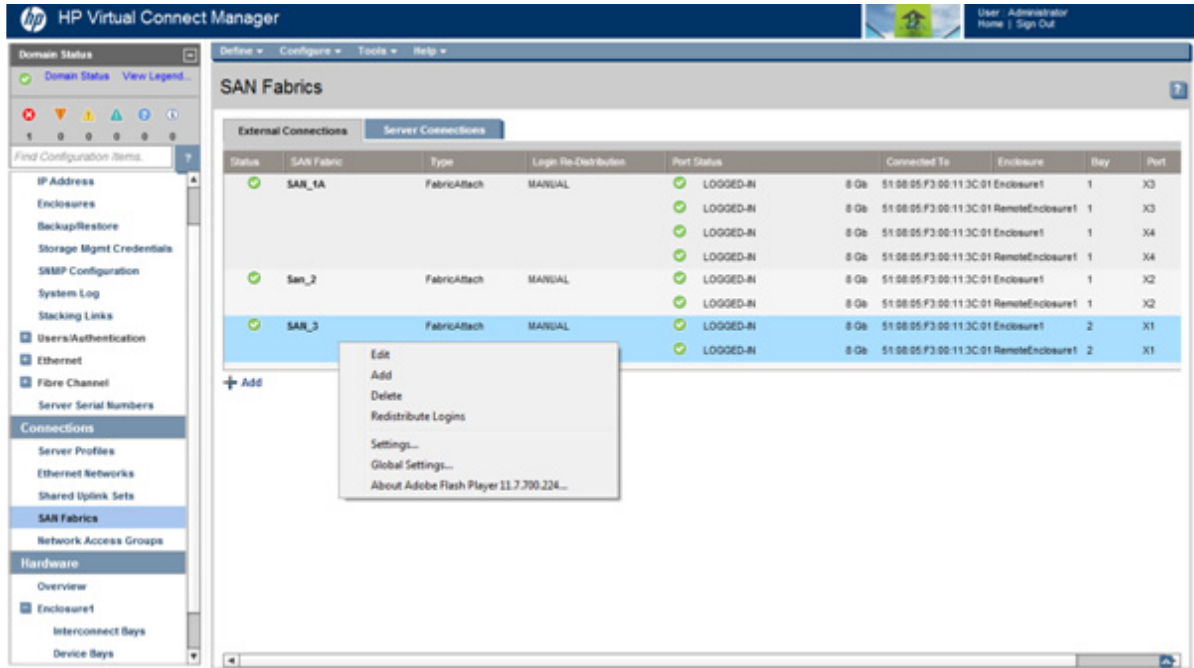 hp HP Virtual Connect Manager
User : Administrator
Home | Sign Out
Domain Status
Domain Status View Legend...
1 0 0 0 0 0
Find Configuration Items.
IP Address
Enclosures
Backup/Restore
Storage Mgmt Credentials
SNMP Configuration
System Log
Stacking Links
Users/Authentication
Ethernet
Fibre Channel
Server Serial Numbers
Connections
Server Profiles
Ethernet Networks
Shared Uplink Sets
SAN Fabrics
Network Access Groups
Hardware
Overview
Enclosure1
Interconnect Bays
Device Bays
Define Configure Tools Help
SAN Fabrics
?
External Connections Server Connections
Status SAN Fabric Type Login Re-Distribution Port Status Connected To Enclosure Bay Port
SAN_1A FabricAttach MANUAL LOGGED-IN 8 Gb 51:08:05:F3:00:11:3C:01 Enclosure1 1 X3
LOGGED-IN 8 Gb 51:08:05:F3:00:11:3C:01 RemoteEnclosure1 1 X3
LOGGED-IN 8 Gb 51:08:05:F3:00:11:3C:01 Enclosure1 1 X4
LOGGED-IN 8 Gb 51:08:05:F3:00:11:3C:01 RemoteEnclosure1 1 X4
San_2 FabricAttach MANUAL LOGGED-IN 8 Gb 51:08:05:F3:00:11:3C:01 Enclosure1 1 X2
LOGGED-IN 8 Gb 51:08:05:F3:00:11:3C:01 RemoteEnclosure1 1 X2
SAN_3 FabricAttach MANUAL LOGGED-IN 8 Gb 51:08:05:F3:00:11:3C:01 Enclosure1 2 X1
LOGGED-IN 8 Gb 51:08:05:F3:00:11:3C:01 RemoteEnclosure1 2 X1
Add
Edit
Add
Delete
Redistribute Logins
Settings...
Global Settings...
About Adobe Flash Player 11.7.700.224...